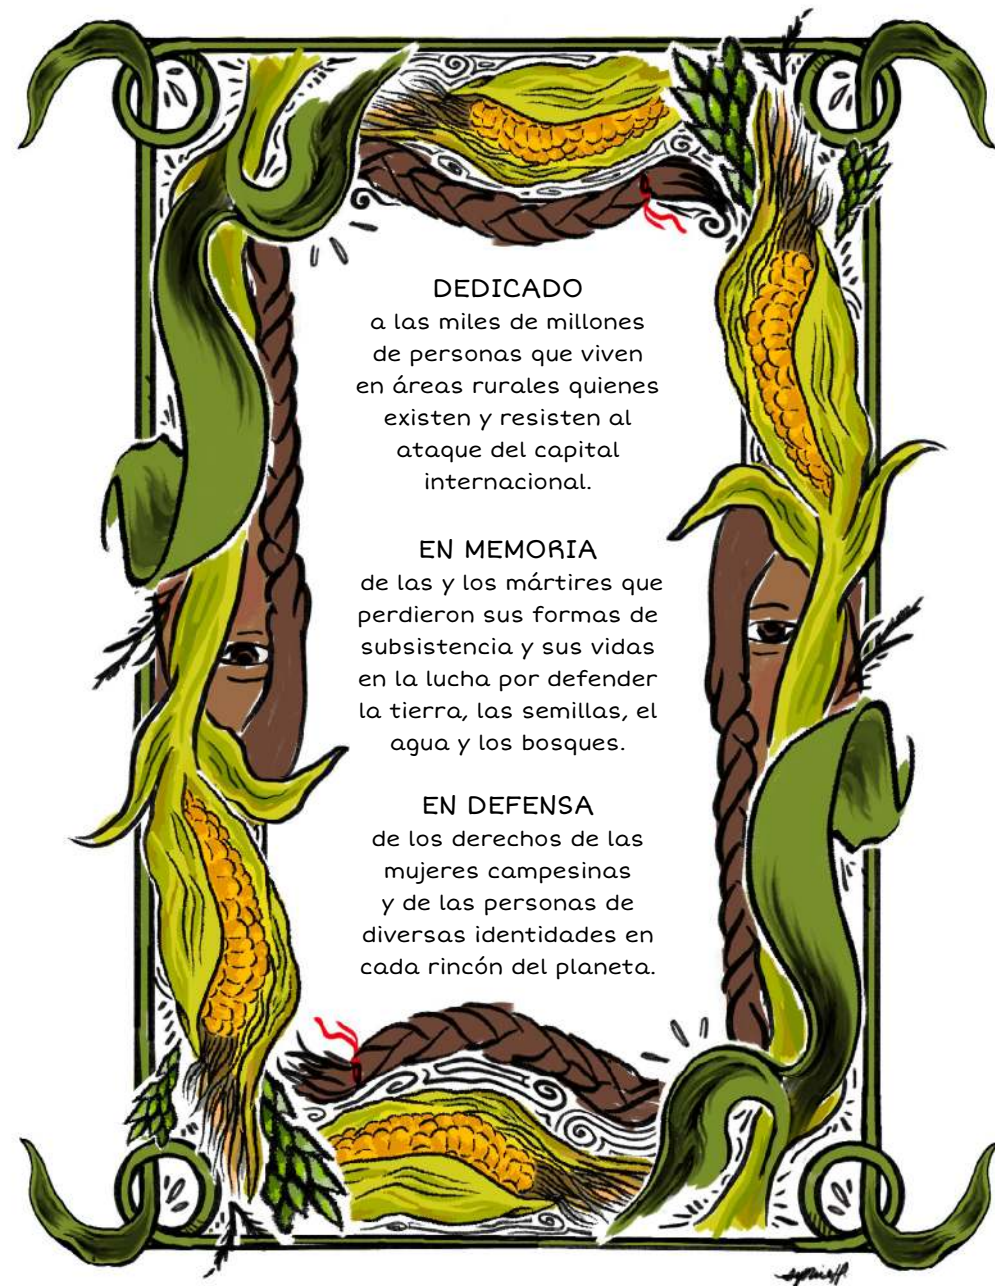 DEDICADO
a las miles de millones
de personas que viven
en áreas rurales quienes
existen y resisten al
ataque del capital
internacional.
EN MEMORIA
de las y los mártires que
perdieron sus formas de
subsistencia y sus vidas
en la lucha por defender
la tierra, las semillas, el
agua y los bosques.
EN DEFENSA
de los derechos de las
mujeres campesinas
y de las personas de
diversas identidades en
cada rincón del planeta.